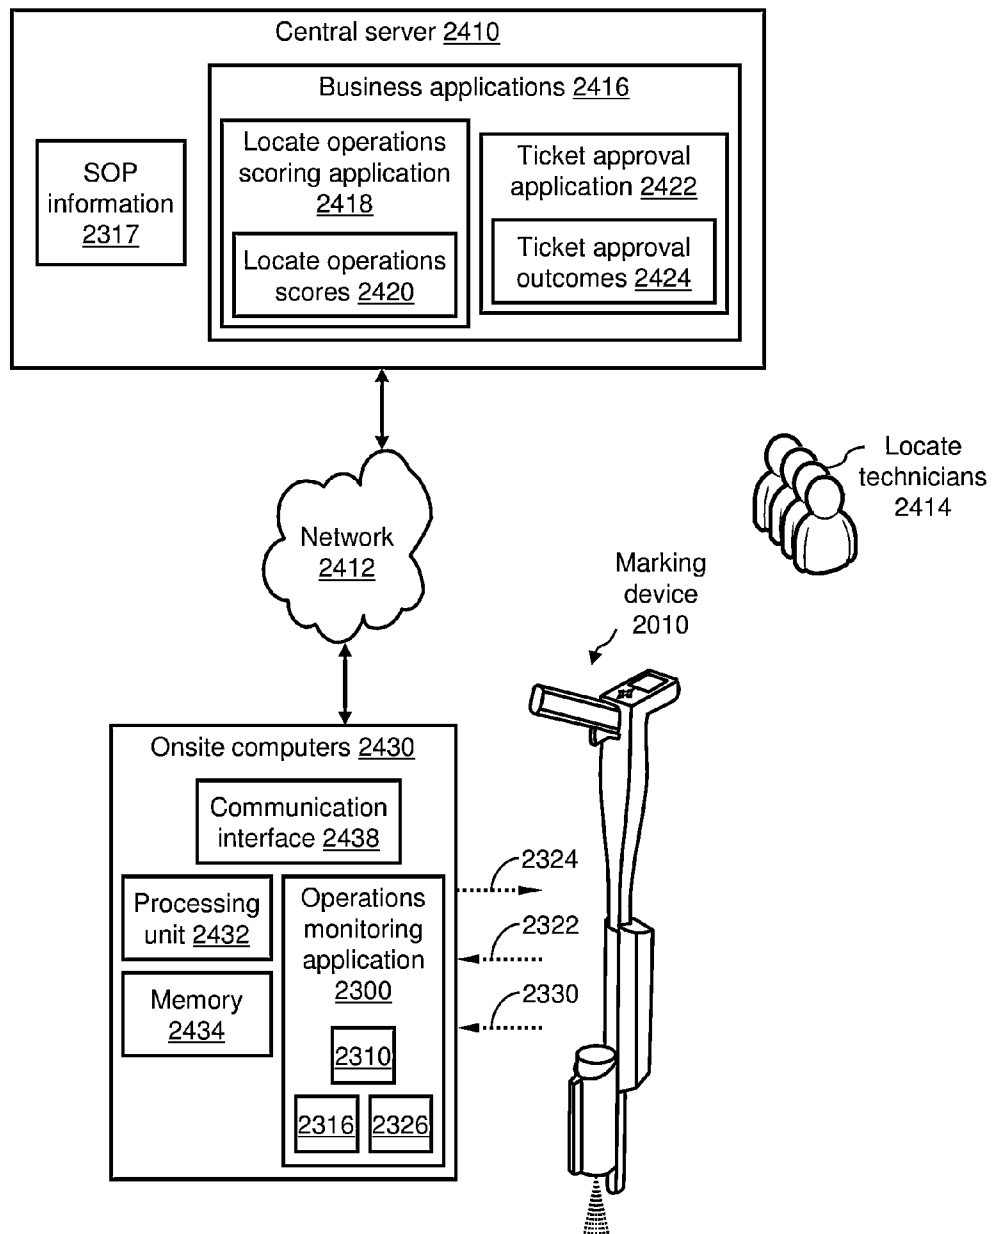 Central server 2410
Business applications 2416
SOP
information
2317
Locate operations
scoring application
2418
Locate operations
scores 2420
Ticket approval
application 2422
Ticket approval
outcomes 2424
Network
2412
Locate
technicians
2414
Marking
device
2010
Onsite computers 2430
Communication
interface 2438
Processing
unit 2432
Memory
2434
Operations
monitoring
application
2300
2310
2316
2326
2324
2322
2330